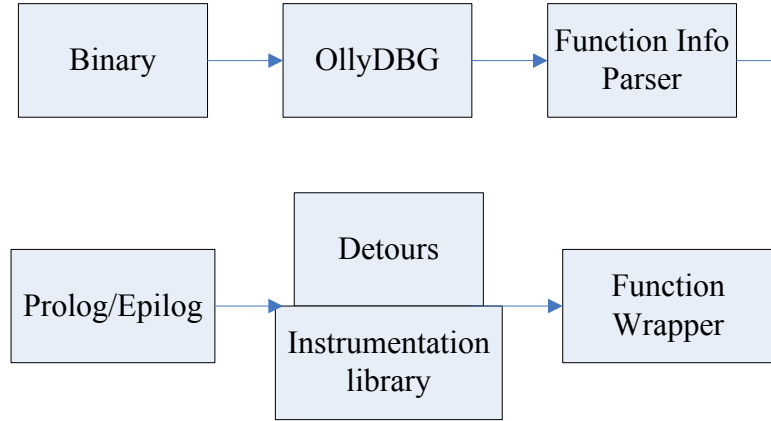 Binary
OllyDBG
Function Info
Parser
Prolog/Epilog
Detours
Instrumentation
library
Function
Wrapper